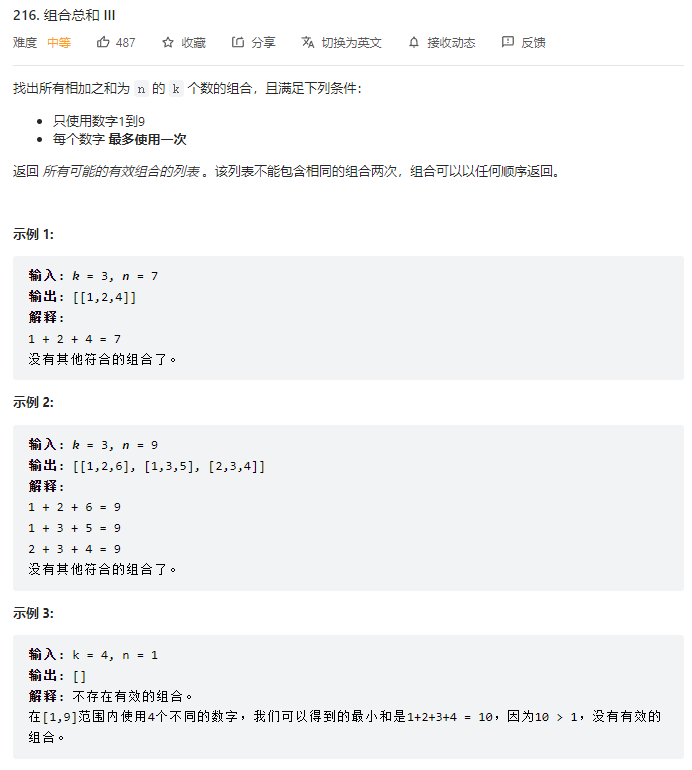 216. 组合总和 III
难度 中等 487 收藏 分享 切换为英文 接收动态 反馈
找出所有相加之和为 n 的 k 个数的组合，且满足下列条件：
只使用数字1到9
每个数字 最多使用一次
返回 所有可能的有效组合的列表 。该列表不能包含相同的组合两次，组合可以以任何顺序返回。
示例 1:
输入: k = 3, n = 7
输出: [[1,2,4]]
解释:
1 + 2 + 4 = 7
没有其他符合的组合了。
示例 2:
输入: k = 3, n = 9
输出: [[1,2,6], [1,3,5], [2,3,4]]
解释:
1 + 2 + 6 = 9
1 + 3 + 5 = 9
2 + 3 + 4 = 9
没有其他符合的组合了。
示例 3:
输入: k = 4, n = 1
输出: []
解释: 不存在有效的组合。
在[1,9]范围内使用4个不同的数字，我们可以得到的最小和是1+2+3+4 = 10，因为10 > 1，没有有效的
组合。